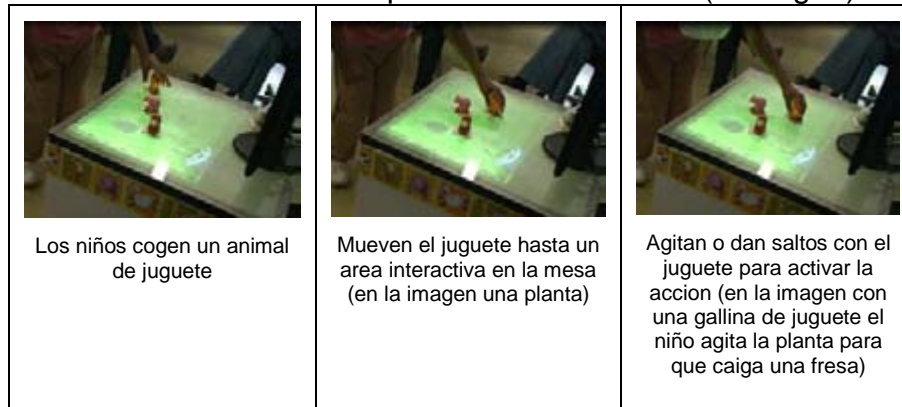 Los niños cogen un animal
de juguete
Mueven el juguete hasta un
area interactiva en la mesa
(en la imagen una planta)
Agitan o dan saltos con el
juguete para activar la
accion (en la imagen con
una gallina de juguete el
niño agita la planta para
que caiga una fresa)